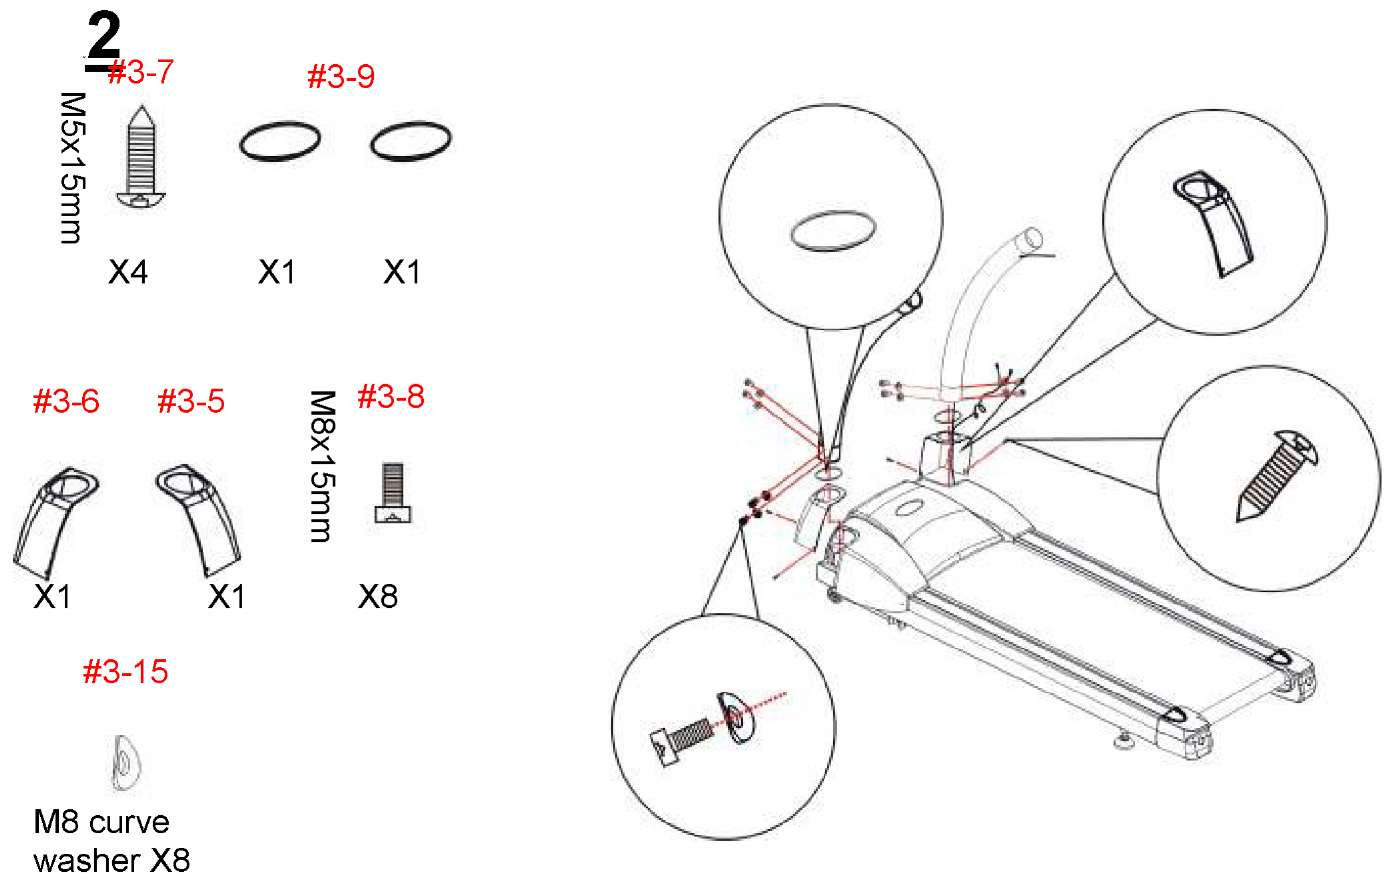 2
#3-7
#3-9
M5x15mm
X4
X1
X1
#3-6
#3-5
M8x15mm
#3-8
X1
X1
X8
#3-15
M8 curve
washer X8